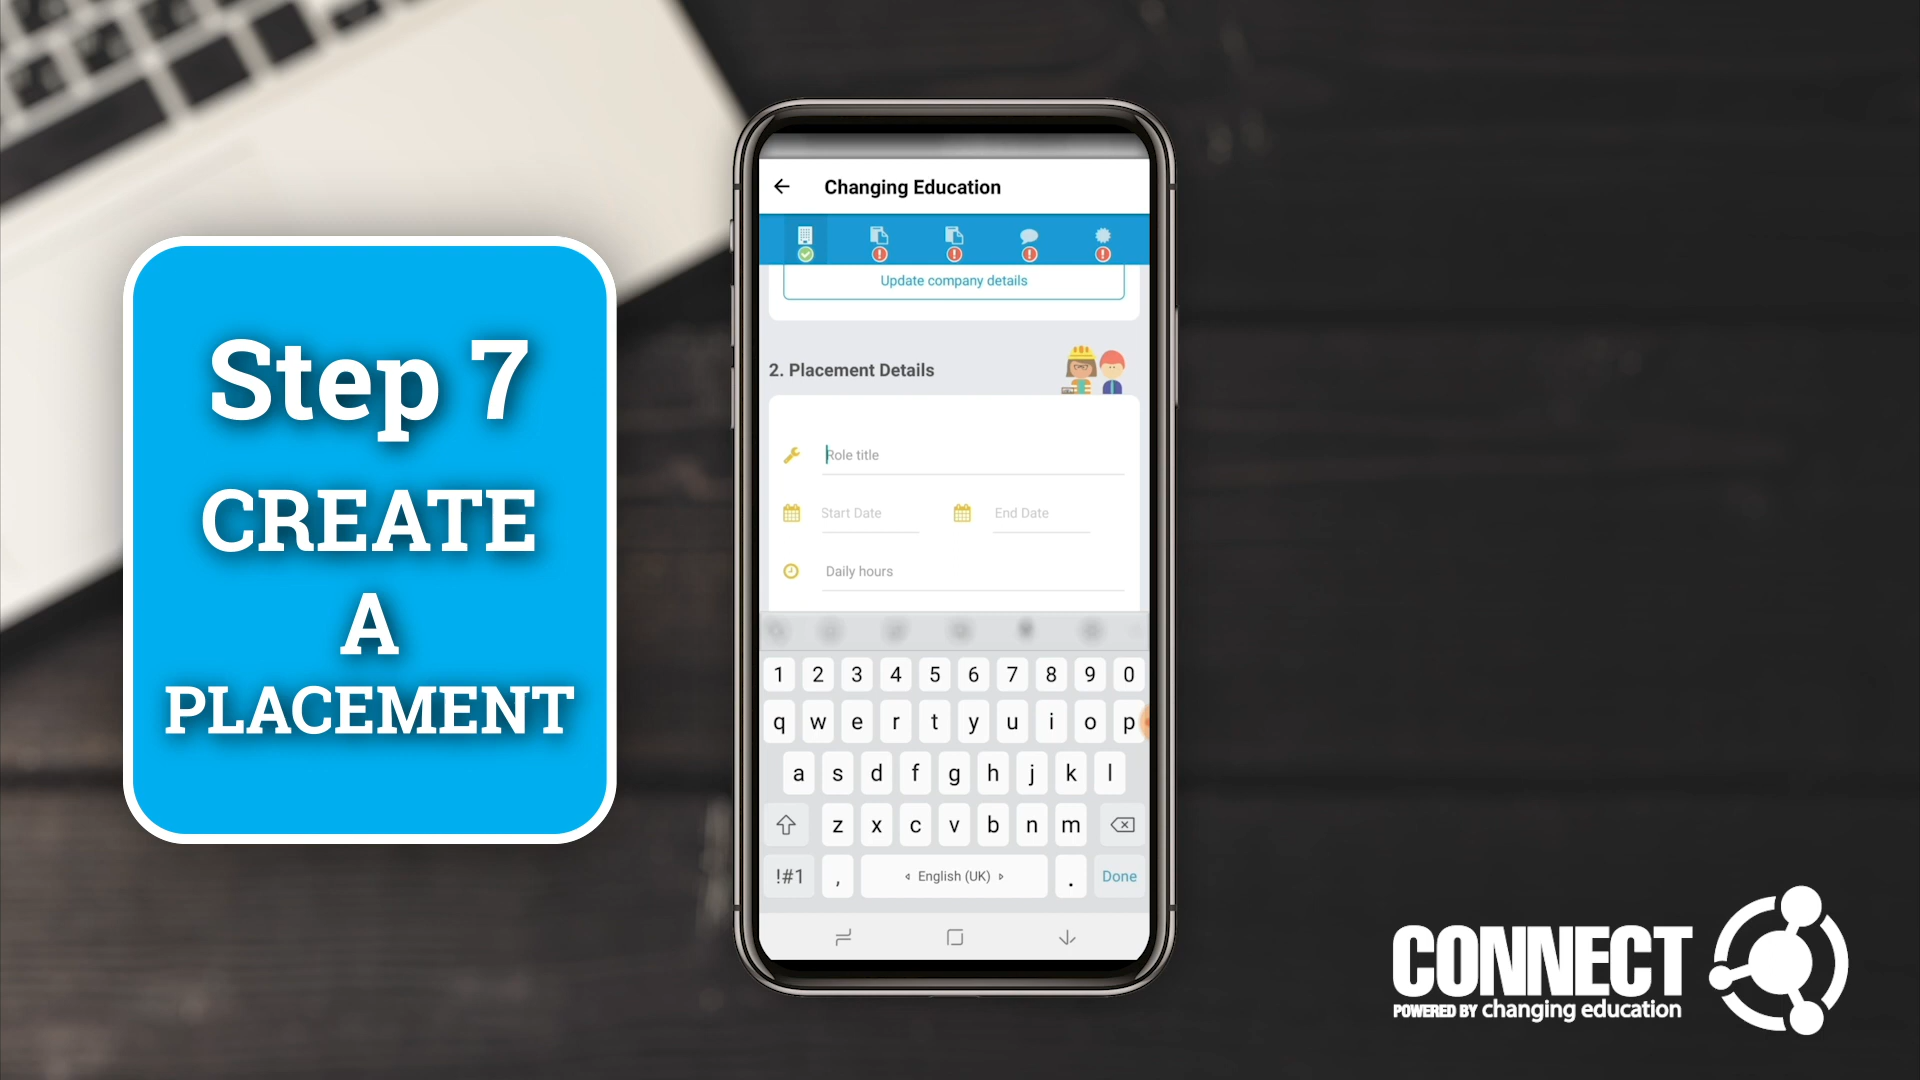 Step 7
CREATE
A
PLACEMENT
Changing Education
Update company details
2. Placement Details
Role title
Start Date
End Date
Daily hours
1 2 3 4 5 6 7 8 9 0
q w e r t y u i o p
a s d f g h j k l
z x c v b n m
!#1 , English (UK) . Done
CONNECT
POWERED BY changing education